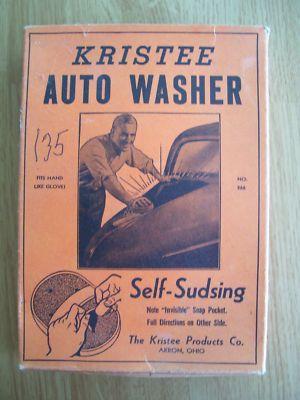 KRISTEE
AUTO WASHER
135
FITS HAND
LIKE GLOVE!
NO.
Self-Sudsing
Note "Invisible" Soap Pocket.
Full Directions on Other Side.
The Kristee Products Co.
AKRON, OHIO